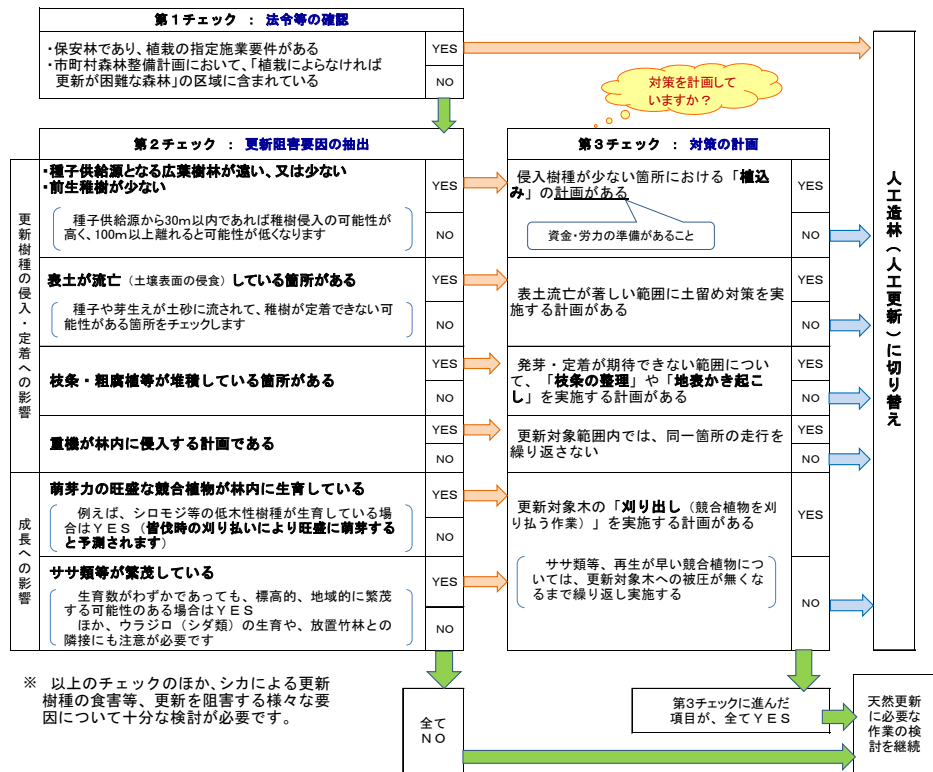 第１チェック ： 法令等の確認
・保安林であり、植栽の指定施業要件がある
・市町村森林整備計画において、「植栽によらなければ
更新が困難な森林」の区域に含まれている
YES
NO
対策を計画して
いますか？
第２チェック ： 更新阻害要因の抽出
更新樹種の侵入・定着への影響
・種子供給源となる広葉樹林が遠い、又は少ない
・前生稚樹が少ない
種子供給源から30ｍ以内であれば稚樹侵入の可能性が
高く、100ｍ以上離れると可能性が低くなります
YES
NO
表土が流亡（土壌表面の侵食）している箇所がある
種子や芽生えが土砂に流されて、稚樹が定着できない可
能性がある箇所をチェックします
YES
NO
枝条・粗腐植等が堆積している箇所がある
YES
NO
重機が林内に侵入する計画である
YES
NO
成長への影響
萌芽力の旺盛な競合植物が林内に生育している
例えば、シロモジ等の低木性樹種が生育している場
合はＹＥＳ（皆伐時の刈り払いにより旺盛に萌芽する
と予測されます）
YES
NO
ササ類等が繁茂している
生育数がわずかであっても、標高的、地域的に繁茂
する可能性のある場合はＹＥＳ
ほか、ウラジロ（シダ類）の生育や、放置竹林との
隣接にも注意が必要です
YES
NO
第３チェック ： 対策の計画
侵入樹種が少ない箇所における「植込
み」の計画がある
資金・労力の準備があること
YES
NO
表土流亡が著しい範囲に土留め対策を実
施する計画がある
YES
NO
発芽・定着が期待できない範囲につい
て、「枝条の整理」や「地表かき起こ
し」を実施する計画がある
YES
NO
更新対象範囲内では、同一箇所の走行を
繰り返さない
YES
NO
更新対象木の「刈り出し（競合植物を刈
り払う作業）」を実施する計画がある
ササ類等、再生が早い競合植物につ
いては、更新対象木への被圧が無くな
るまで繰り返し実施する
YES
NO
人工造林（人工更新）に切り替え
※ 以上のチェックのほか、シカによる更新
樹種の食害等、更新を阻害する様々な要
因について十分な検討が必要です。
全て
ＮＯ
第３チェックに進んだ
項目が、全てＹＥＳ
天然更新
に必要な
作業の検
討を継続